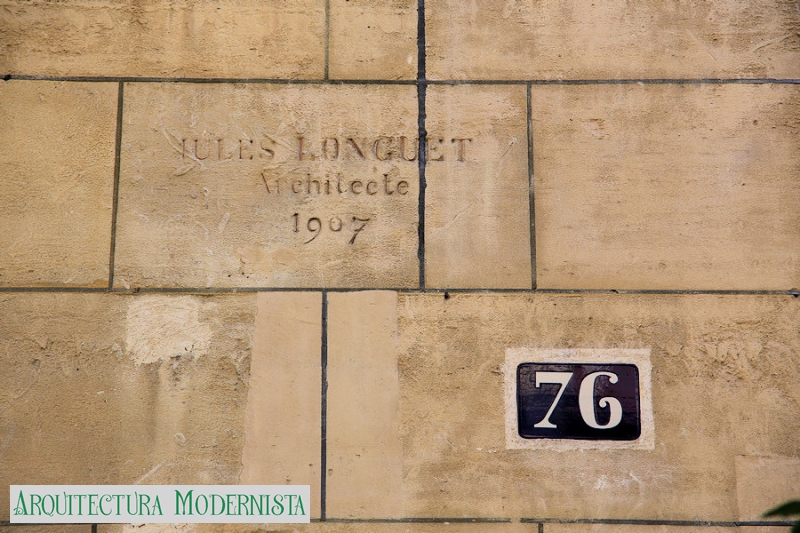 JULES LONGUET
Architecte
1907
76
ARQUITECTURA MODERNISTA